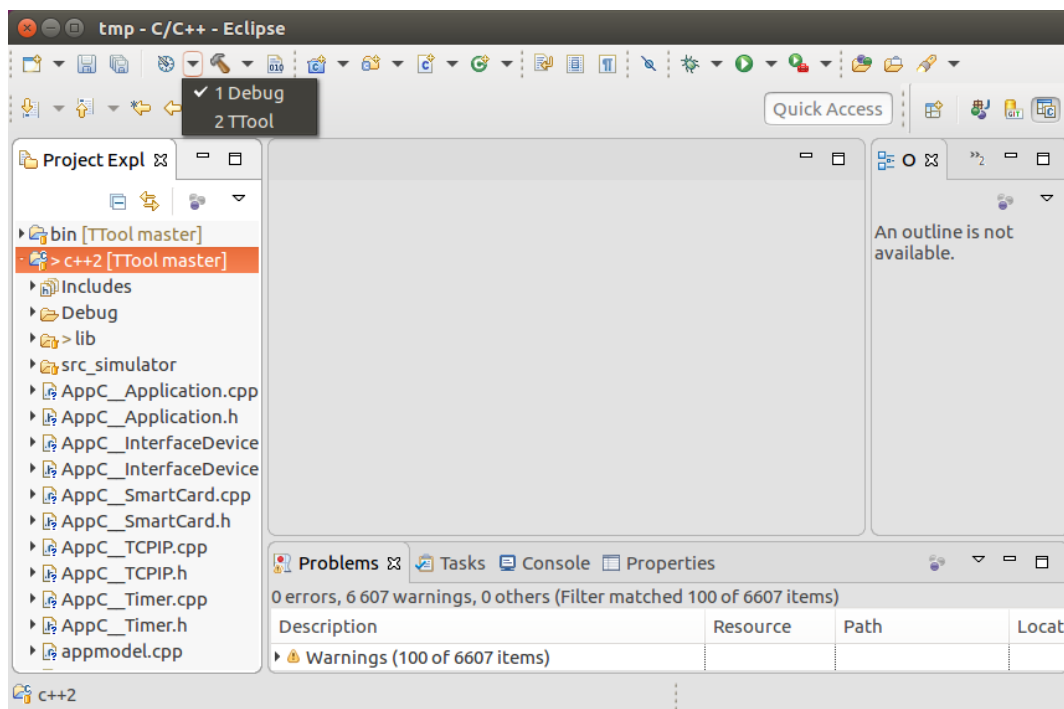 tmp - C/C++ - Eclipse
010
✔ 1 Debug
2 TTool
Quick Access
GIT
Project Expl
O
»2
bin [TTool master]
> c++2 [TTool master]
Includes
Debug
> lib
src_simulator
AppC__Application.cpp
AppC__Application.h
AppC__InterfaceDevice
AppC__InterfaceDevice
AppC__SmartCard.cpp
AppC__SmartCard.h
AppC__TCPIP.cpp
AppC__TCPIP.h
AppC__Timer.cpp
AppC__Timer.h
appmodel.cpp
An outline is not
available.
Problems Tasks Console Properties
0 errors, 6 607 warnings, 0 others (Filter matched 100 of 6607 items)
Description Resource Path Locat
Warnings (100 of 6607 items)
c++2